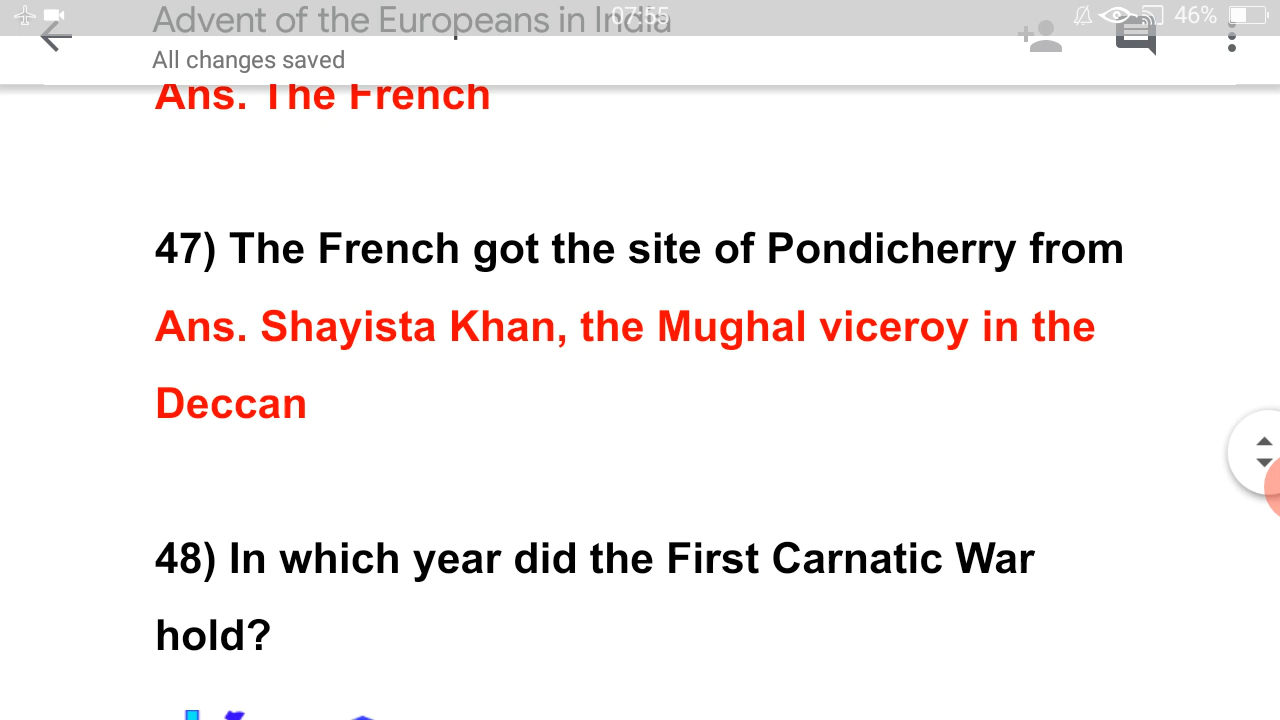 Advent of the Europeans in India
07:55
46%
All changes saved
Ans. The French
47) The French got the site of Pondicherry from
Ans. Shayista Khan, the Mughal viceroy in the
Deccan
48) In which year did the First Carnatic War
hold?